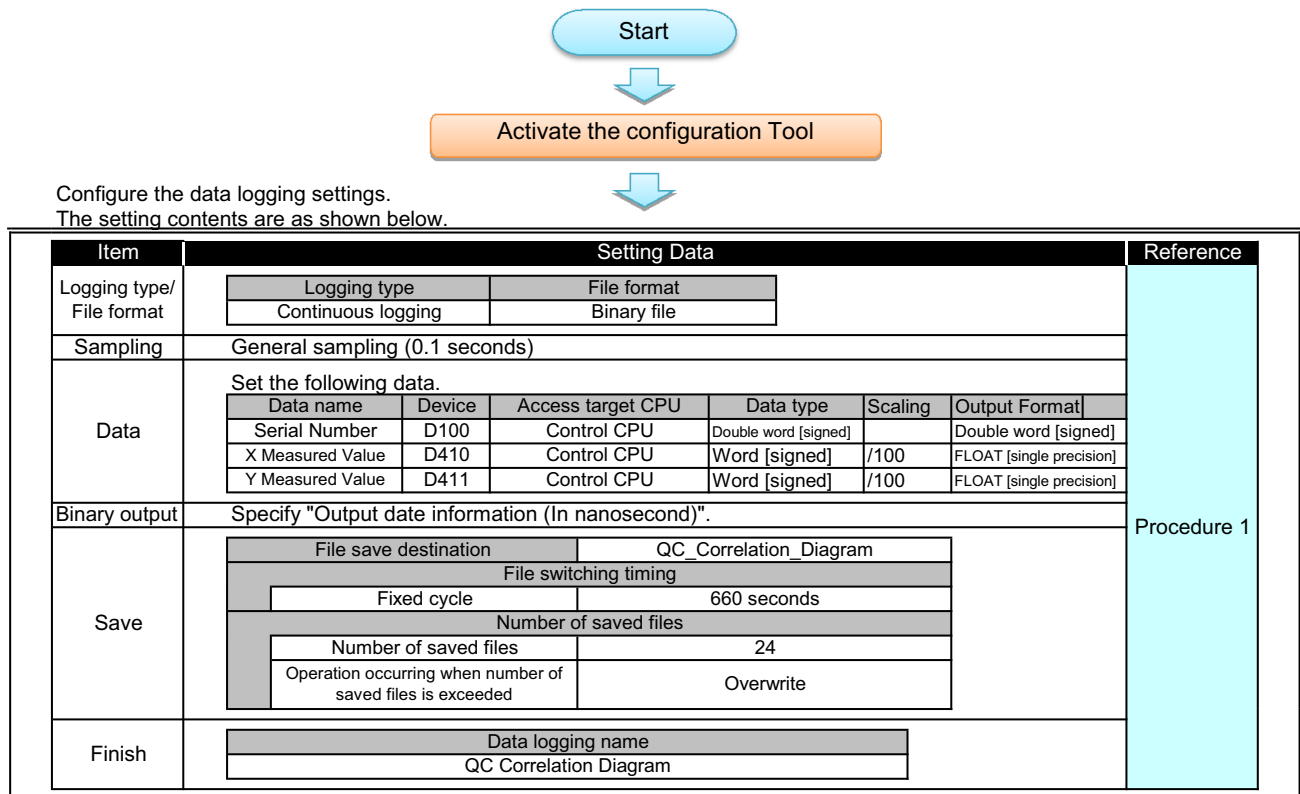 Start
Activate the configuration Tool
Configure the data logging settings.
The setting contents are as shown below.
Item Setting Data Reference
Logging type/
File format
Logging type File format
Continuous logging Binary file
Sampling General sampling (0.1 seconds)
Data
Set the following data.
Data name Device Access target CPU Data type Scaling Output Format
Serial Number D100 Control CPU Double word [signed] Double word [signed]
X Measured Value D410 Control CPU Word [signed] /100 FLOAT [single precision]
Y Measured Value D411 Control CPU Word [signed] /100 FLOAT [single precision]
Binary output Specify "Output date information (In nanosecond)".
Procedure 1
Save
File save destination QC_Correlation_Diagram
File switching timing
Fixed cycle 660 seconds
Number of saved files
Number of saved files 24
Operation occurring when number of
saved files is exceeded
Overwrite
Finish
Data logging name
QC Correlation Diagram